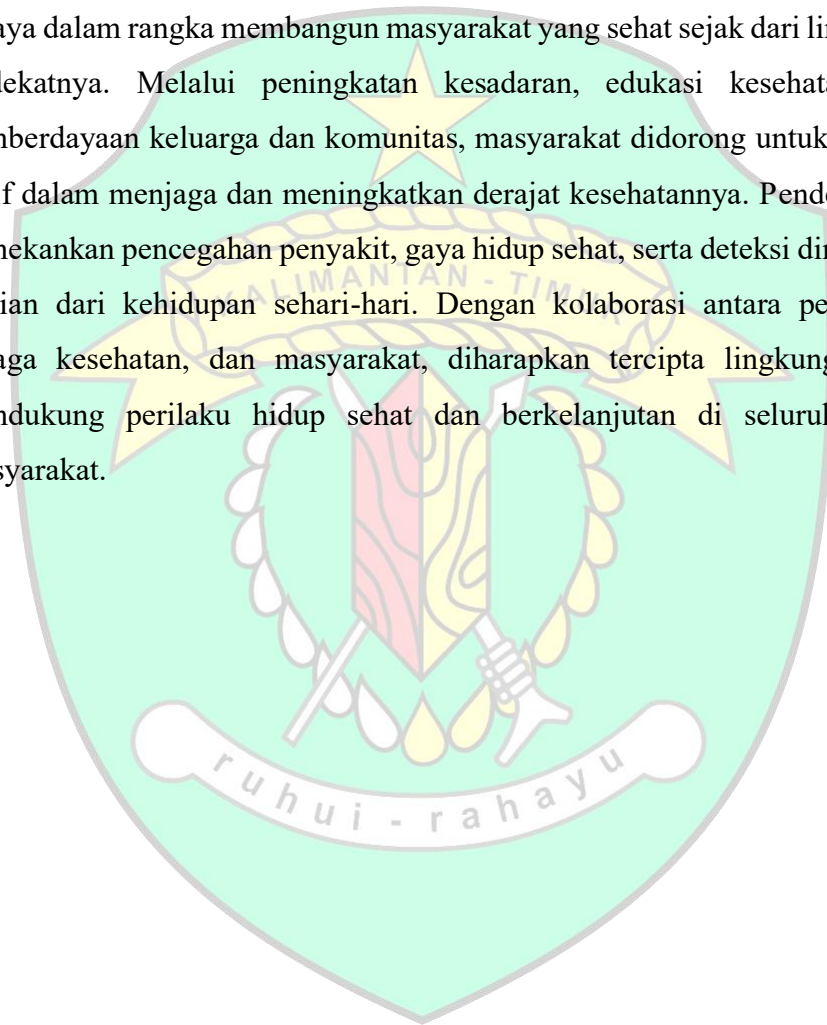 aya dalam rangka membangun masyarakat yang sehat sejak dari li
dekatnya. Melalui peningkatan kesadaran, edukasi kesehat
berdayaan keluarga dan komunitas, masyarakat didorong untuk
f dalam menjaga dan meningkatkan derajat kesehatannya. Pend
nekankan pencegahan penyakit, gaya hidup sehat, serta deteksi di
ian dari kehidupan sehari-hari. Dengan kolaborasi antara pe
aga kesehatan, dan masyarakat, diharapkan tercipta lingkung
ndukung perilaku hidup sehat dan berkelanjutan di seluru
syarakat.
KALIMANTAN - TIMUR
ruhui - rahayu